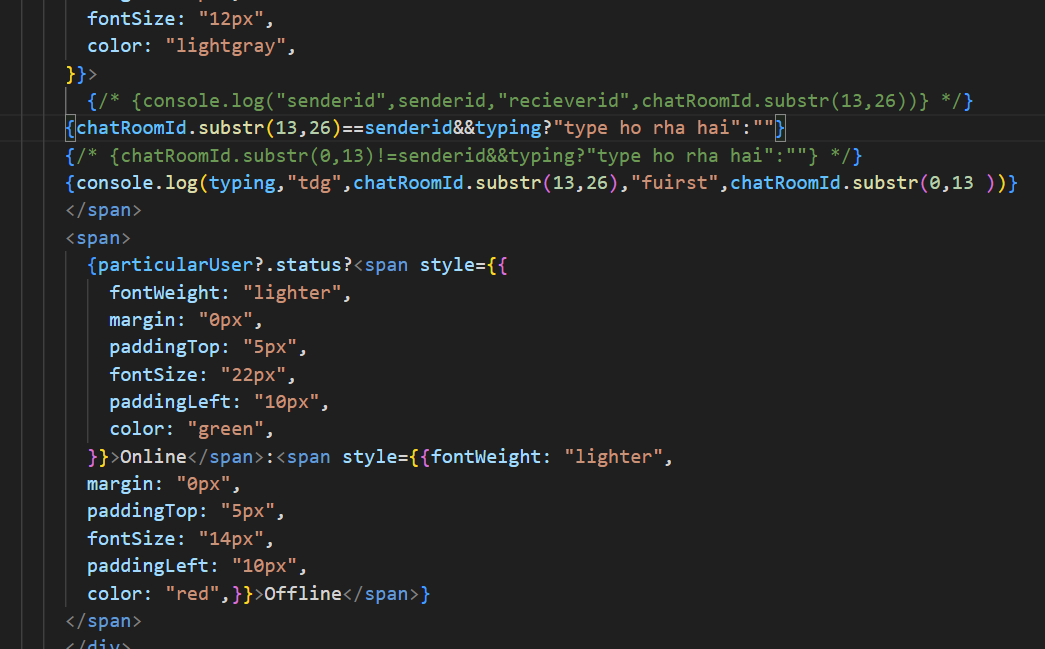 fontSize: "12px",
color: "lightgray",
}}>
{/* {console.log("senderid",senderid,"recieverid",chatRoomId.substr(13,26))} */}
{chatRoomId.substr(13,26)==senderid&&typing?"type ho rha hai":""}
{/* {chatRoomId.substr(0,13)!=senderid&&typing?"type ho rha hai":""} */}
{console.log(typing,"tdg",chatRoomId.substr(13,26),"fuirst",chatRoomId.substr(0,13 ))}
</span>
<span>
{particularUser?.status?<span style={{
fontWeight: "lighter",
margin: "0px",
paddingTop: "5px",
fontSize: "22px",
paddingLeft: "10px",
color: "green",
}}>Online</span>:<span style={{fontWeight: "lighter",
margin: "0px",
paddingTop: "5px",
fontSize: "14px",
paddingLeft: "10px",
color: "red",}}>Offline</span>}
</span>
</div>